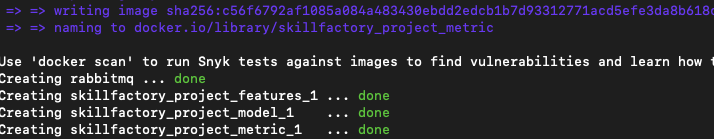 => => writing image sha256:c56f6792af1085a084a483430ebdd2edcb1b7d93312771acd5efe3da8b618c
=> => naming to docker.io/library/skillfactory_project_metric
Use 'docker scan' to run Snyk tests against images to find vulnerabilities and learn how t
Creating rabbitmq ... done
Creating skillfactory_project_features_1 ... done
Creating skillfactory_project_model_1    ... done
Creating skillfactory_project_metric_1   ... done